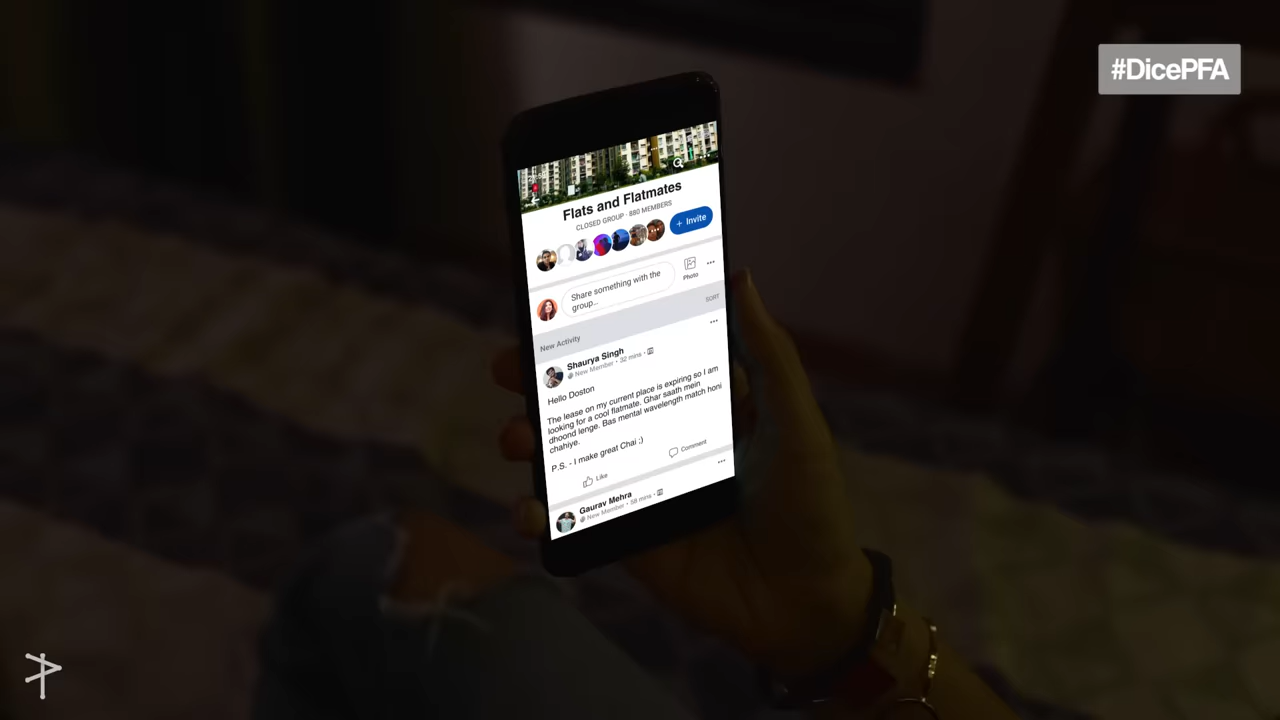 #DicePFA
Flats and Flatmates
CLOSED GROUP · 880 MEMBERS
+ Invite
Share something with the
group...
Photo
SORT
New Activity
Shaurya Singh
New Member • 32 mins •
Hello Doston
The lease on my current place is expiring so I am
looking for a cool flatmate. Ghar saath mein
dhoond lenge. Bas mental wavelength match honi
chahiye.
P.S. - I make great Chai ;)
Like
Comment
Gaurav Mehra
New Member • 58 mins •